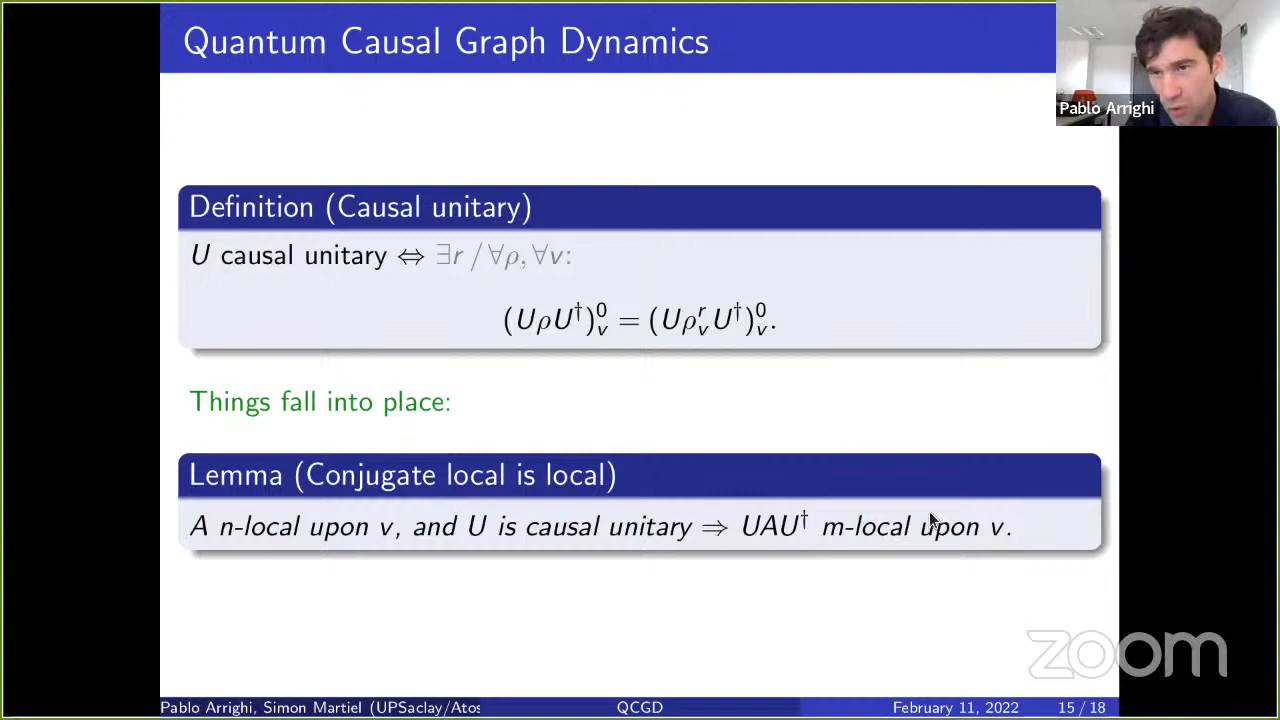 Quantum Causal Graph Dynamics
Pablo Arrighi
Definition (Causal unitary)
U causal unitary ⇔ ∃r / ∀ρ, ∀v:
(UρU†)⁰ᵥ = (UρʳᵥU†)⁰ᵥ.
Things fall into place:
Lemma (Conjugate local is local)
A n-local upon v, and U is causal unitary ⇒ UAU† m-local upon v.
zoom
Pablo Arrighi, Simon Martiel (UPSaclay/Atos
QCGD
February 11, 2022
15 / 18